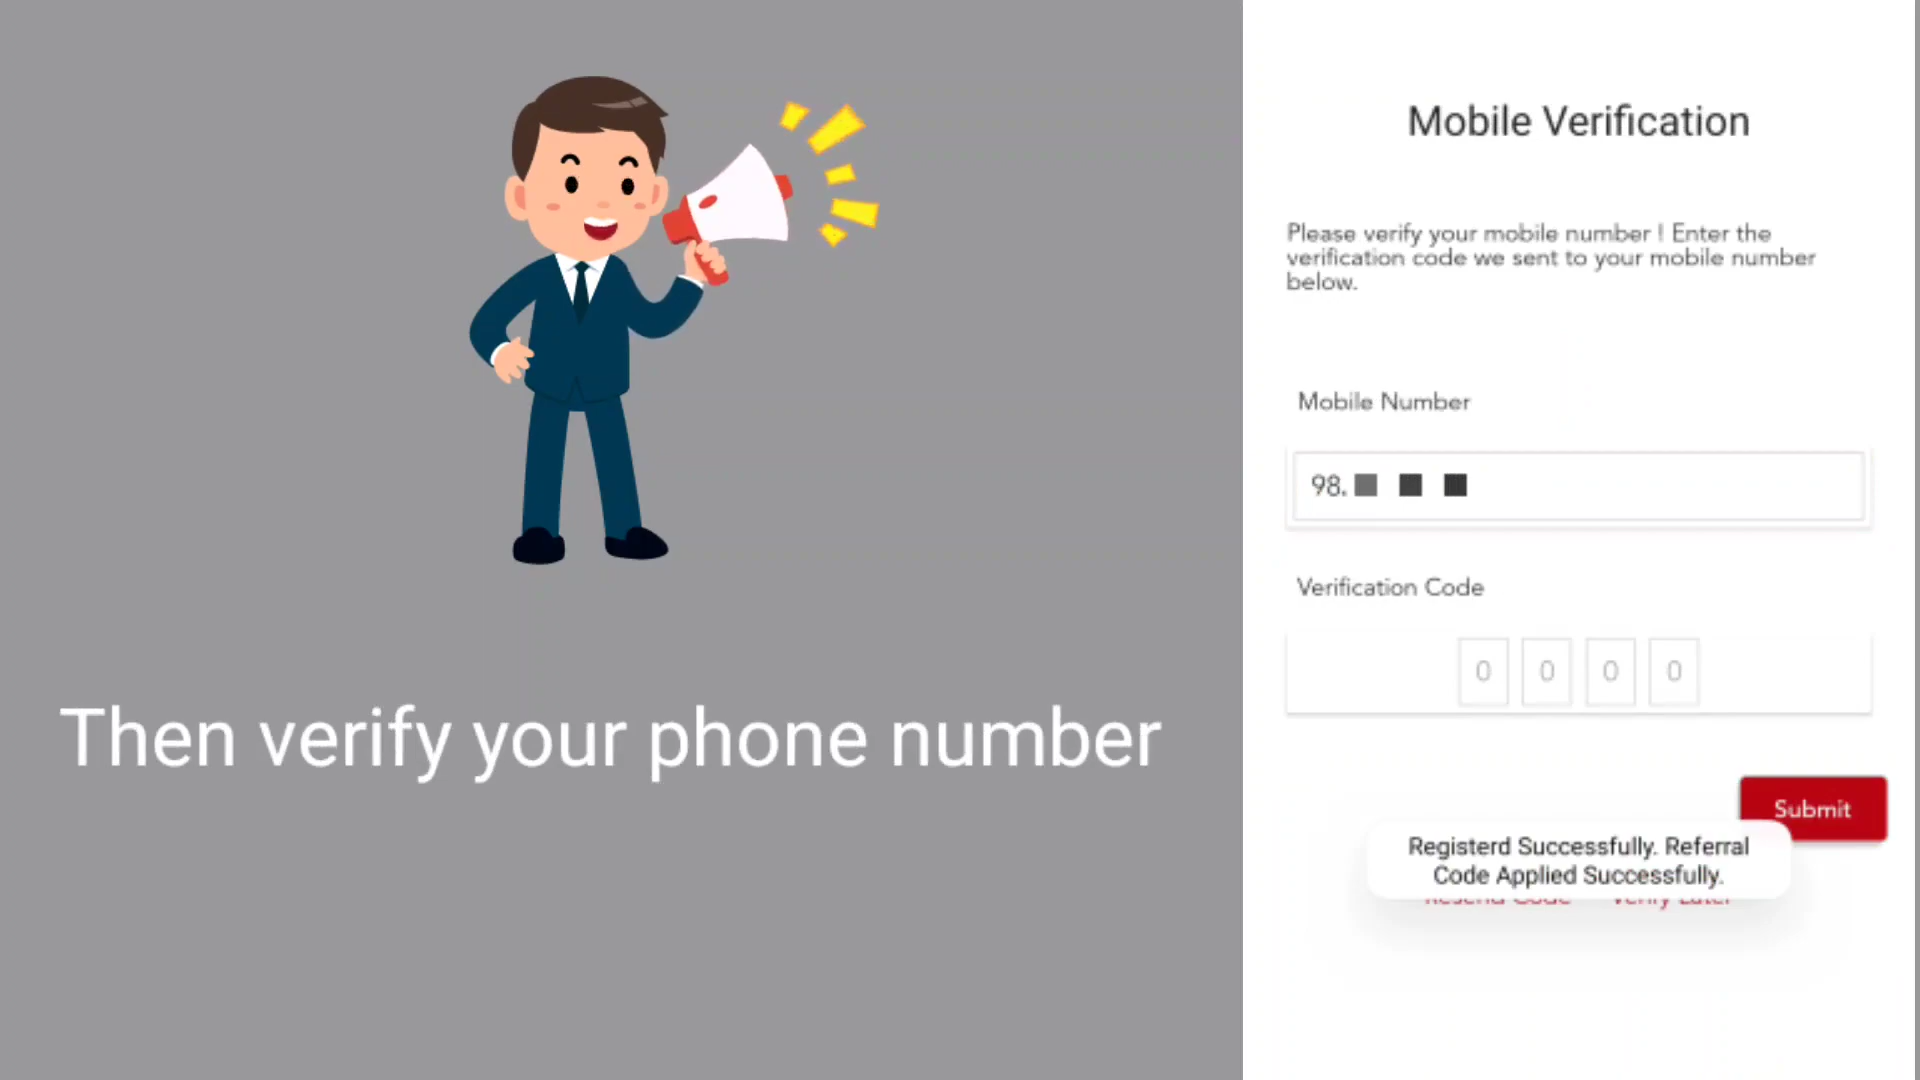 Then verify your phone number
Mobile Verification
Please verify your mobile number ! Enter the
verification code we sent to your mobile number
below.
Mobile Number
98.
Verification Code
0 0 0 0
Submit
Registerd Successfully. Referral
Code Applied Successfully.